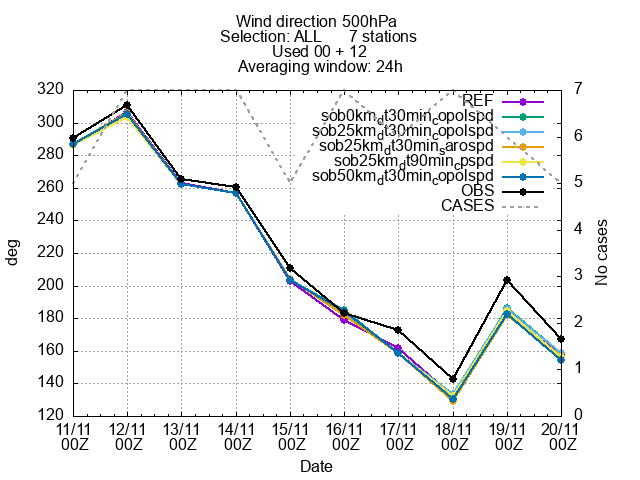 Wind direction 500hPa
Selection: ALL 7 stations
Used 00 + 12
Averaging window: 24h
320
300
280
260
240
220
200
180
160
140
120
deg
REF
sob0km_dt30min_copolspd
sob25km_dt30min_copolspd
sob25km_dt30min_sarospd
sob25km_dt90min_cpspd
sob50km_dt30min_copolspd
OBS
CASES
7
6
5
4
3
2
1
0
No cases
11/11 12/11 13/11 14/11 15/11 16/11 17/11 18/11 19/11 20/11
00Z 00Z 00Z 00Z 00Z 00Z 00Z 00Z 00Z 00Z
Date